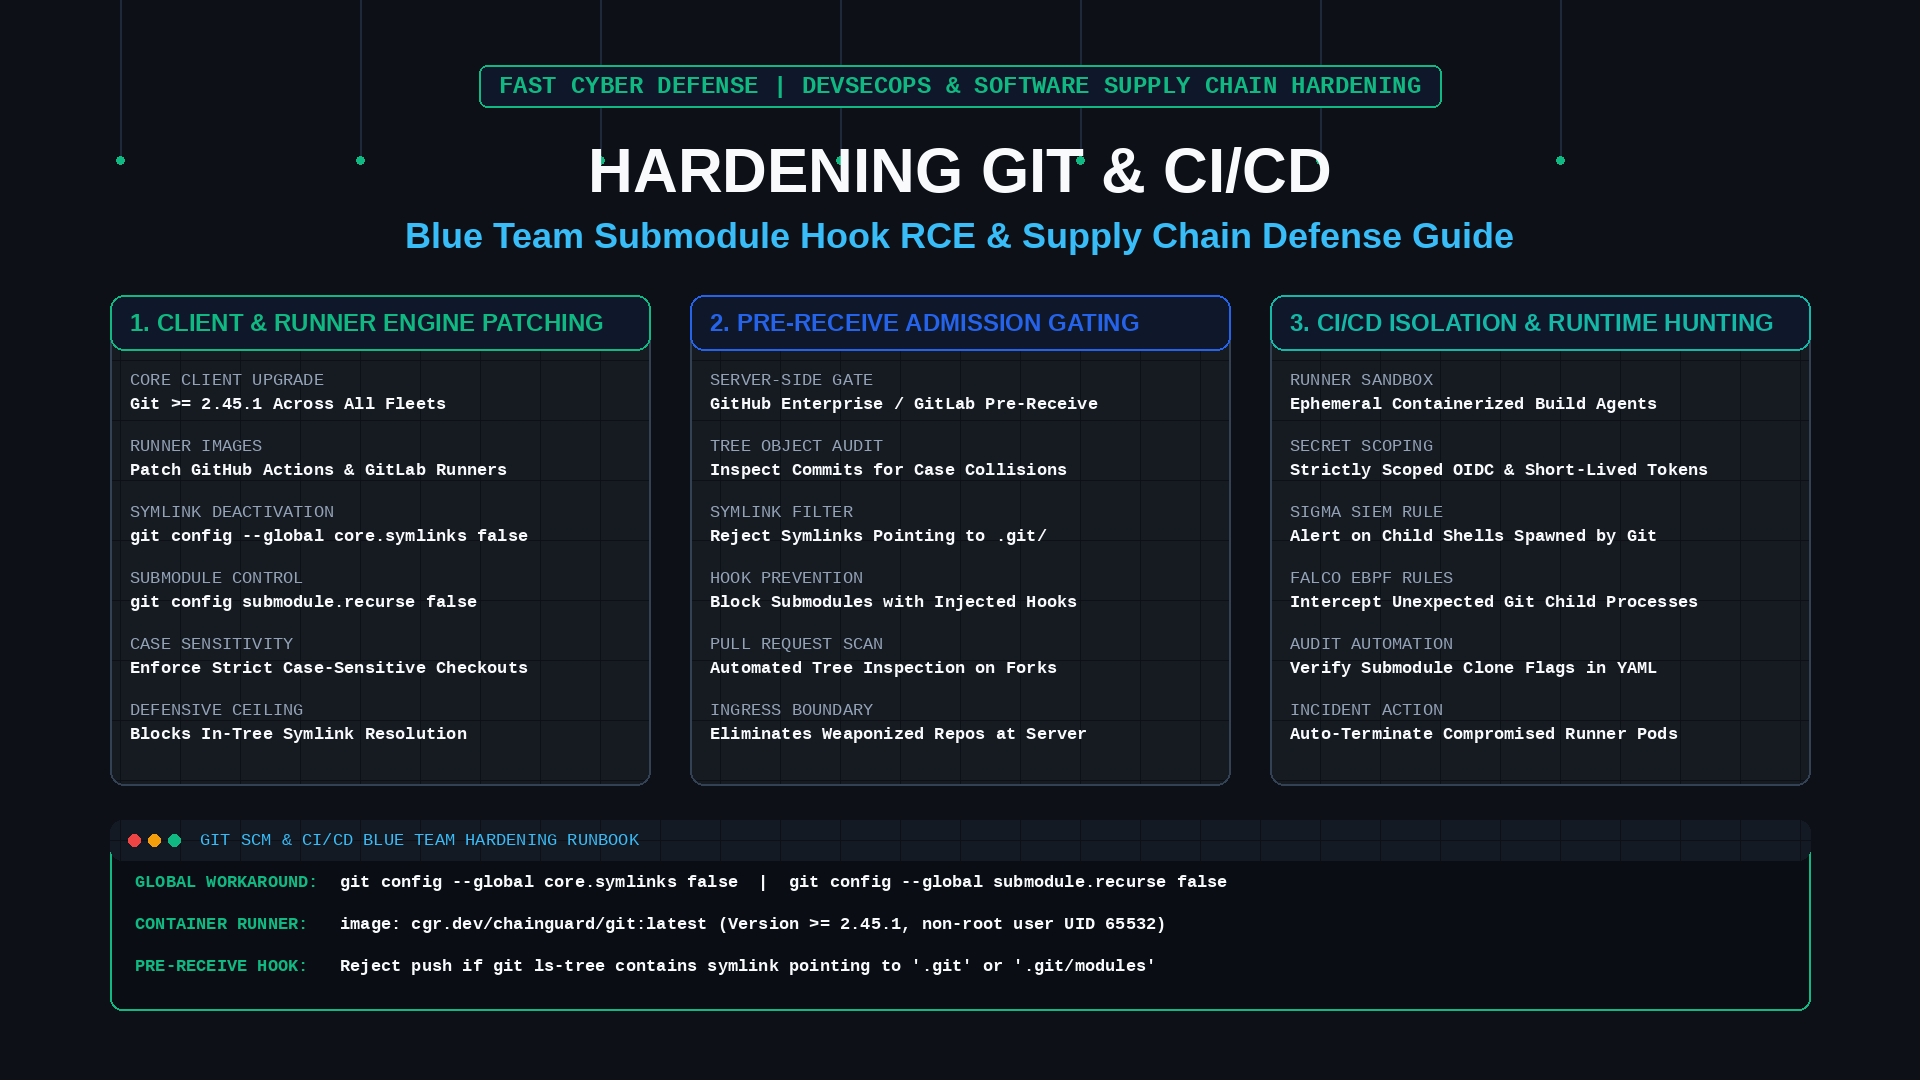 FAST CYBER DEFENSE | DEVSECOPS & SOFTWARE SUPPLY CHAIN HARDENING
HARDENING GIT & CI/CD
Blue Team Submodule Hook RCE & Supply Chain Defense Guide
1. CLIENT & RUNNER ENGINE PATCHING
CORE CLIENT UPGRADE
Git >= 2.45.1 Across All Fleets
RUNNER IMAGES
Patch GitHub Actions & GitLab Runners
SYMLINK DEACTIVATION
git config --global core.symlinks false
SUBMODULE CONTROL
git config submodule.recurse false
CASE SENSITIVITY
Enforce Strict Case-Sensitive Checkouts
DEFENSIVE CEILING
Blocks In-Tree Symlink Resolution
2. PRE-RECEIVE ADMISSION GATING
SERVER-SIDE GATE
GitHub Enterprise / GitLab Pre-Receive
TREE OBJECT AUDIT
Inspect Commits for Case Collisions
SYMLINK FILTER
Reject Symlinks Pointing to .git/
HOOK PREVENTION
Block Submodules with Injected Hooks
PULL REQUEST SCAN
Automated Tree Inspection on Forks
INGRESS BOUNDARY
Eliminates Weaponized Repos at Server
3. CI/CD ISOLATION & RUNTIME HUNTING
RUNNER SANDBOX
Ephemeral Containerized Build Agents
SECRET SCOPING
Strictly Scoped OIDC & Short-Lived Tokens
SIGMA SIEM RULE
Alert on Child Shells Spawned by Git
FALCO EBPF RULES
Intercept Unexpected Git Child Processes
AUDIT AUTOMATION
Verify Submodule Clone Flags in YAML
INCIDENT ACTION
Auto-Terminate Compromised Runner Pods
GIT SCM & CI/CD BLUE TEAM HARDENING RUNBOOK
GLOBAL WORKAROUND: git config --global core.symlinks false | git config --global submodule.recurse false
CONTAINER RUNNER: image: cgr.dev/chainguard/git:latest (Version >= 2.45.1, non-root user UID 65532)
PRE-RECEIVE HOOK: Reject push if git ls-tree contains symlink pointing to '.git' or '.git/modules'